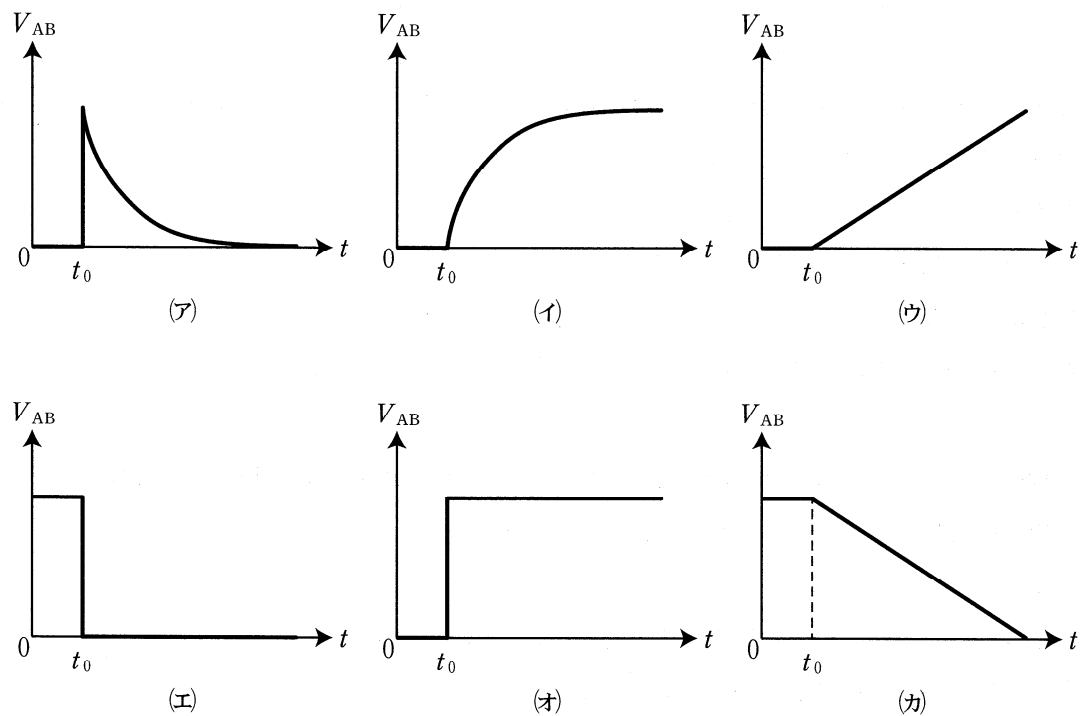 V_AB V_AB V_AB
0 t_0 t 0 t_0 t 0 t_0 t
(ア) (イ) (ウ)
V_AB V_AB V_AB
0 t_0 t 0 t_0 t 0 t_0 t
(エ) (オ) (カ)